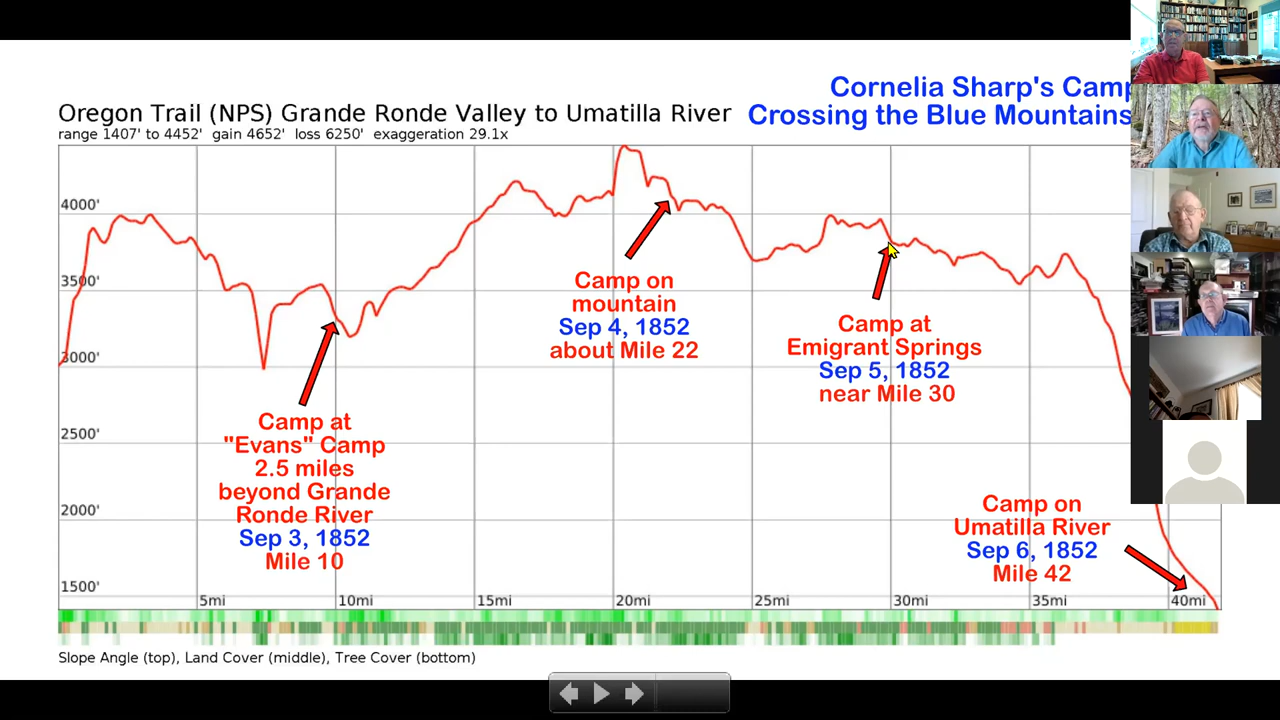 Cornelia Sharp's Camp
Crossing the Blue Mountains
Oregon Trail (NPS) Grande Ronde Valley to Umatilla River
range 1407' to 4452'  gain 4652'  loss 6250'  exaggeration 29.1x
4000'
3500'
3000'
2500'
2000'
1500'
Camp at
"Evans" Camp
2.5 miles
beyond Grande
Ronde River
Sep 3, 1852
Mile 10
Camp on
mountain
Sep 4, 1852
about Mile 22
Camp at
Emigrant Springs
Sep 5, 1852
near Mile 30
Camp on
Umatilla River
Sep 6, 1852
Mile 42
5mi 10mi 15mi 20mi 25mi 30mi 35mi 40mi
Slope Angle (top), Land Cover (middle), Tree Cover (bottom)